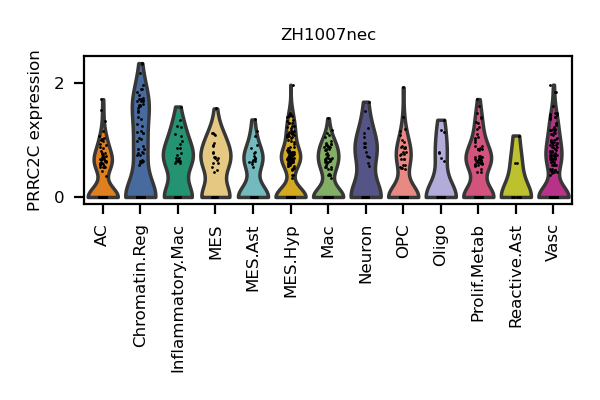 ZH1007nec
PRRC2C expression
2
0
AC
Chromatin.Reg
Inflammatory.Mac
MES
MES.Ast
MES.Hyp
Mac
Neuron
OPC
Oligo
Prolif.Metab
Reactive.Ast
Vasc